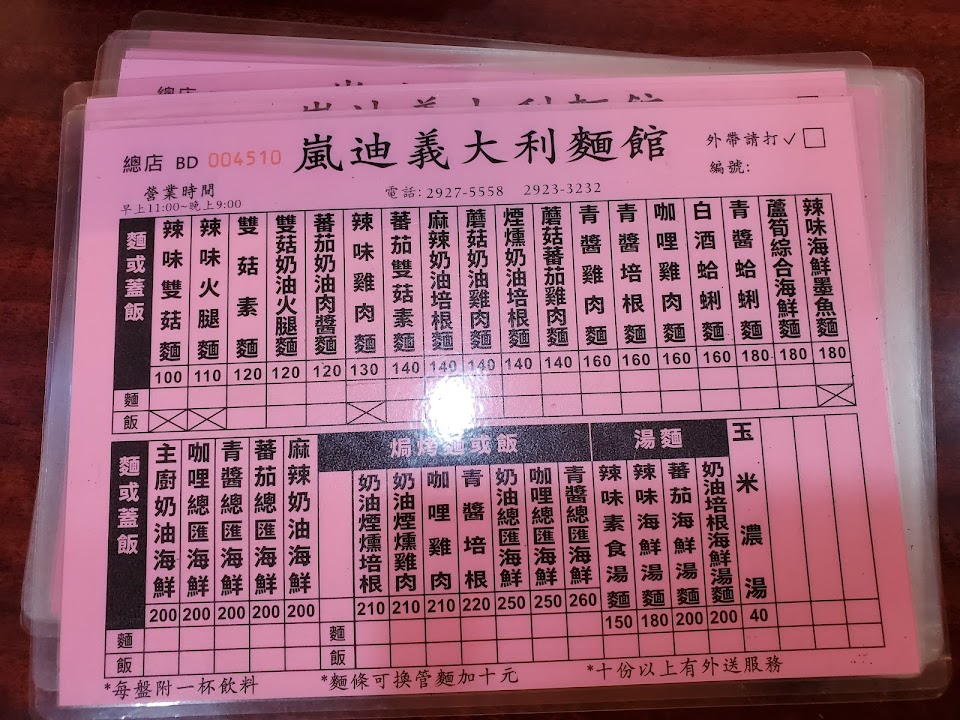 總店 BD 004510
嵐迪義大利麵館
外帶請打✓
編號:
營業時間
早上11:00~晚上9:00
電話: 2927-5558 2923-3232
麵或蓋飯
辣味雙菇麵 100
辣味火腿麵 110
雙菇素麵 120
雙菇奶油火腿麵 120
蕃茄奶油肉醬麵 120
辣味雞肉麵 130
蕃茄雙菇素麵 140
麻辣奶油培根麵 140
蘑菇奶油雞肉麵 140
煙燻奶油培根麵 140
蘑菇蕃茄雞肉麵 140
青醬雞肉麵 160
青醬培根麵 160
咖哩雞肉麵 160
白酒蛤蜊麵 160
青醬蛤蜊麵 180
蘆筍綜合海鮮麵 180
辣味海鮮墨魚麵 180
麵
飯
麵或蓋飯
主廚奶油海鮮 200
咖哩總匯海鮮 200
青醬總匯海鮮 200
蕃茄總匯海鮮 200
麻辣奶油海鮮 200
焗烤麵或飯
奶油煙燻培根 210
奶油煙燻雞肉 210
咖哩雞肉 210
青醬培根 220
奶油總匯海鮮 250
咖哩總匯海鮮 250
青醬總匯海鮮 260
湯麵
辣味素食湯麵 150
辣味海鮮湯麵 180
蕃茄海鮮湯麵 200
奶油培根海鮮湯麵 200
玉米濃湯 40
麵
飯
麵
飯
*每盤附一杯飲料
*麵條可換管麵加十元
*十份以上有外送服務